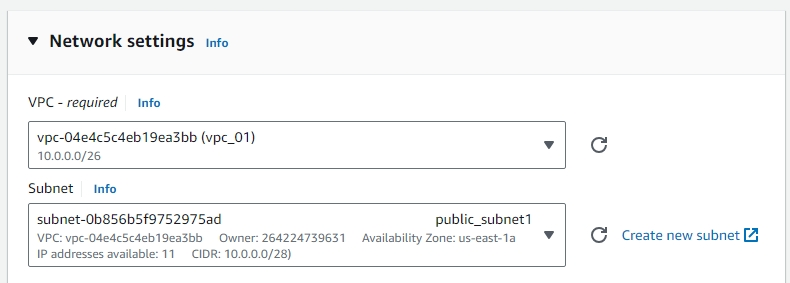 Network settings Info
VPC - required Info
vpc-04e4c5c4eb19ea3bb (vpc_01)
10.0.0.0/26
Subnet Info
subnet-0b856b5f9752975ad public_subnet1
VPC: vpc-04e4c5c4eb19ea3bb Owner: 264224739631 Availability Zone: us-east-1a
IP addresses available: 11 CIDR: 10.0.0.0/28)
Create new subnet